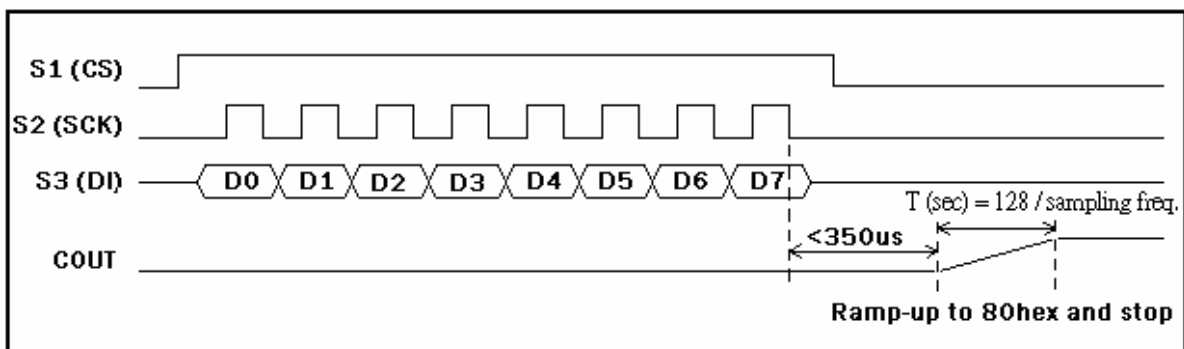 S1 (CS)
S2 (SCK)
S3 (DI)
D0 D1 D2 D3 D4 D5 D6 D7
T (sec) = 128 / sampling freq.
<350us
COUT
Ramp-up to 80hex and stop